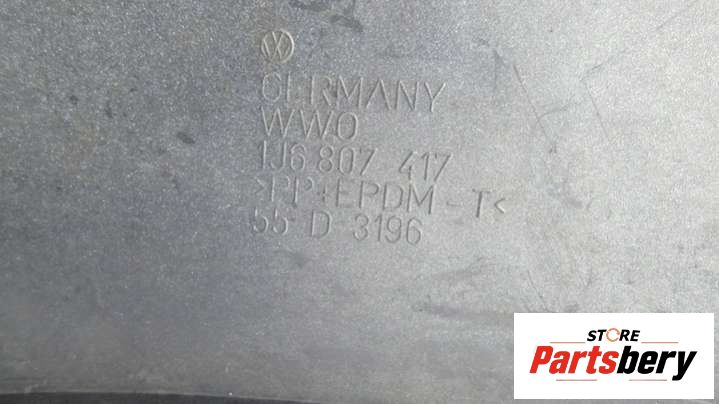 GERMANY
WWO
1J6 807 417
>PP+EPDM-T<
55 D-3196
STORE
Partsbery